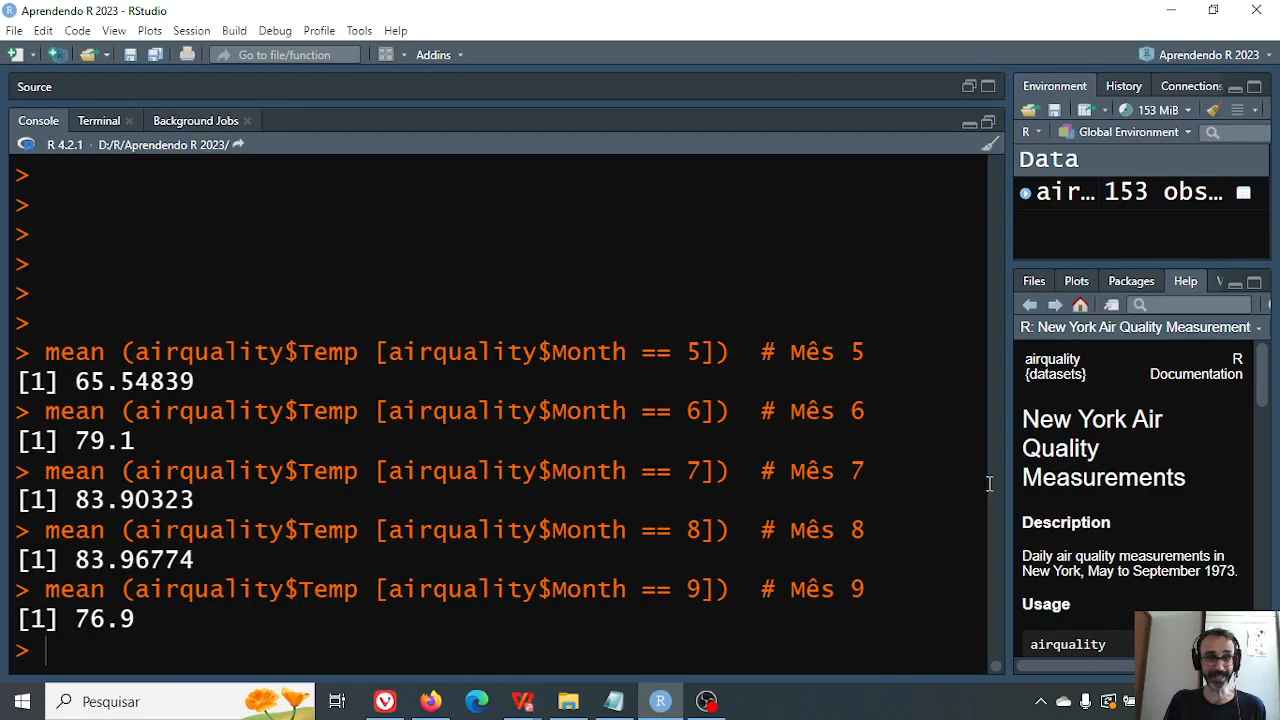 Aprendendo R 2023 - RStudio
File Edit Code View Plots Session Build Debug Profile Tools Help
Go to file/function Addins Aprendendo R 2023
Source
Console Terminal Background Jobs
R 4.2.1 · D:/R/Aprendendo R 2023/
>
>
>
>
>
>
> mean (airquality$Temp [airquality$Month == 5])  # Mês 5
[1] 65.54839
> mean (airquality$Temp [airquality$Month == 6])  # Mês 6
[1] 79.1
> mean (airquality$Temp [airquality$Month == 7])  # Mês 7
[1] 83.90323
> mean (airquality$Temp [airquality$Month == 8])  # Mês 8
[1] 83.96774
> mean (airquality$Temp [airquality$Month == 9])  # Mês 9
[1] 76.9
>
Environment History Connections
153 MiB
R Global Environment
Data
air... 153 obs...
Files Plots Packages Help V
R: New York Air Quality Measurement
airquality R
{datasets} Documentation
New York Air
Quality
Measurements
Description
Daily air quality measurements in
New York, May to September 1973.
Usage
airquality
Pesquisar